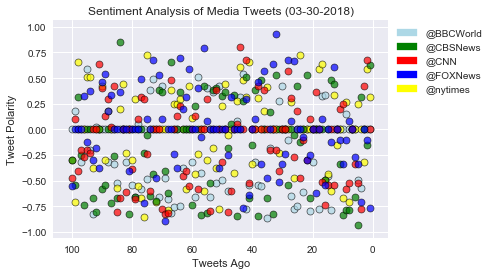 Sentiment Analysis of Media Tweets (03-30-2018)
1.00
0.75
0.50
0.25
0.00
−0.25
−0.50
−0.75
−1.00
Tweet Polarity
100
80
60
40
20
0
Tweets Ago
@BBCWorld
@CBSNews
@CNN
@FOXNews
@nytimes